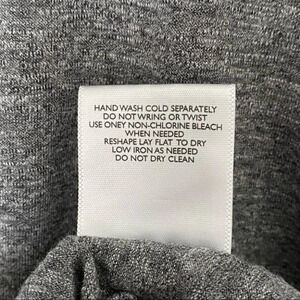 HAND WASH COLD SEPARATELY
DO NOT WRING OR TWIST
USE ONEY NON-CHLORINE BLEACH
WHEN NEEDED
RESHAPE LAY FLAT TO DRY
LOW IRON AS NEEDED
DO NOT DRY CLEAN